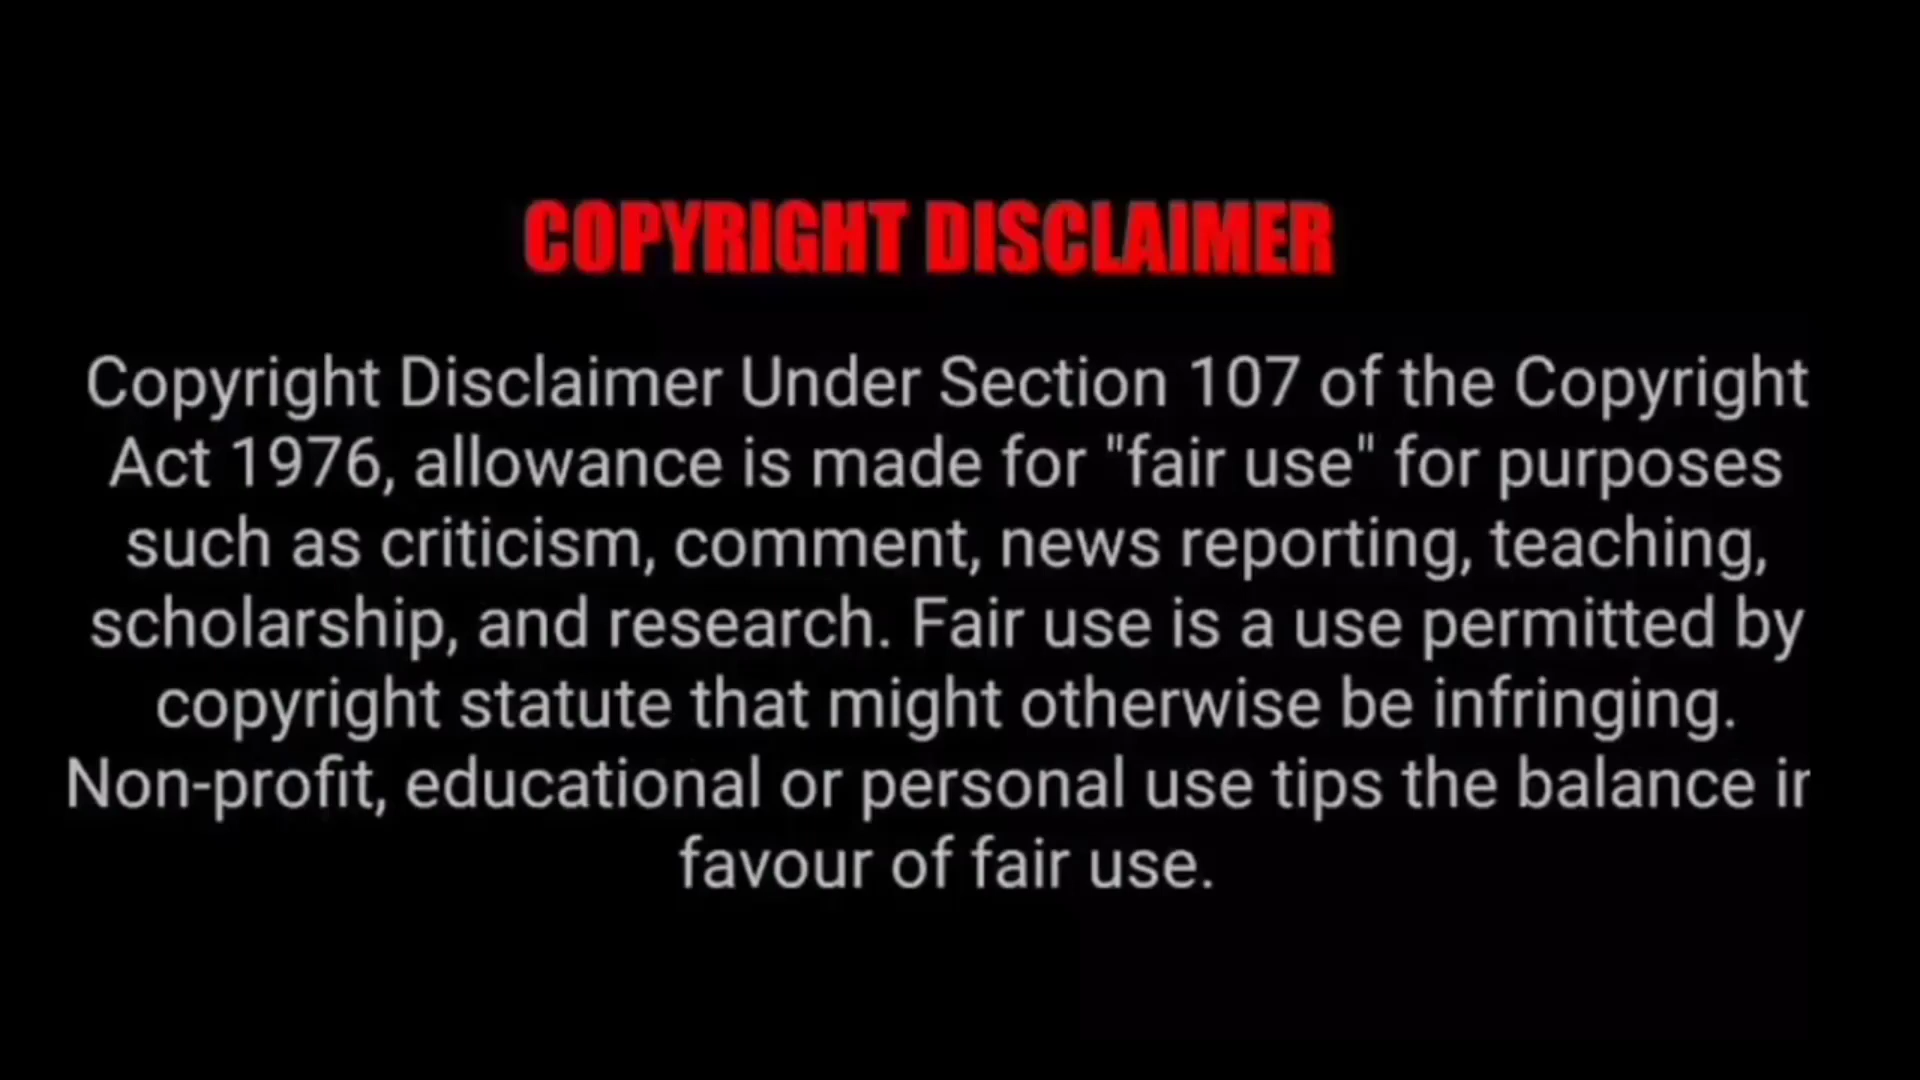 COPYRIGHT DISCLAIMER
Copyright Disclaimer Under Section 107 of the Copyright
Act 1976, allowance is made for "fair use" for purposes
such as criticism, comment, news reporting, teaching,
scholarship, and research. Fair use is a use permitted by
copyright statute that might otherwise be infringing.
Non-profit, educational or personal use tips the balance
favour of fair use.